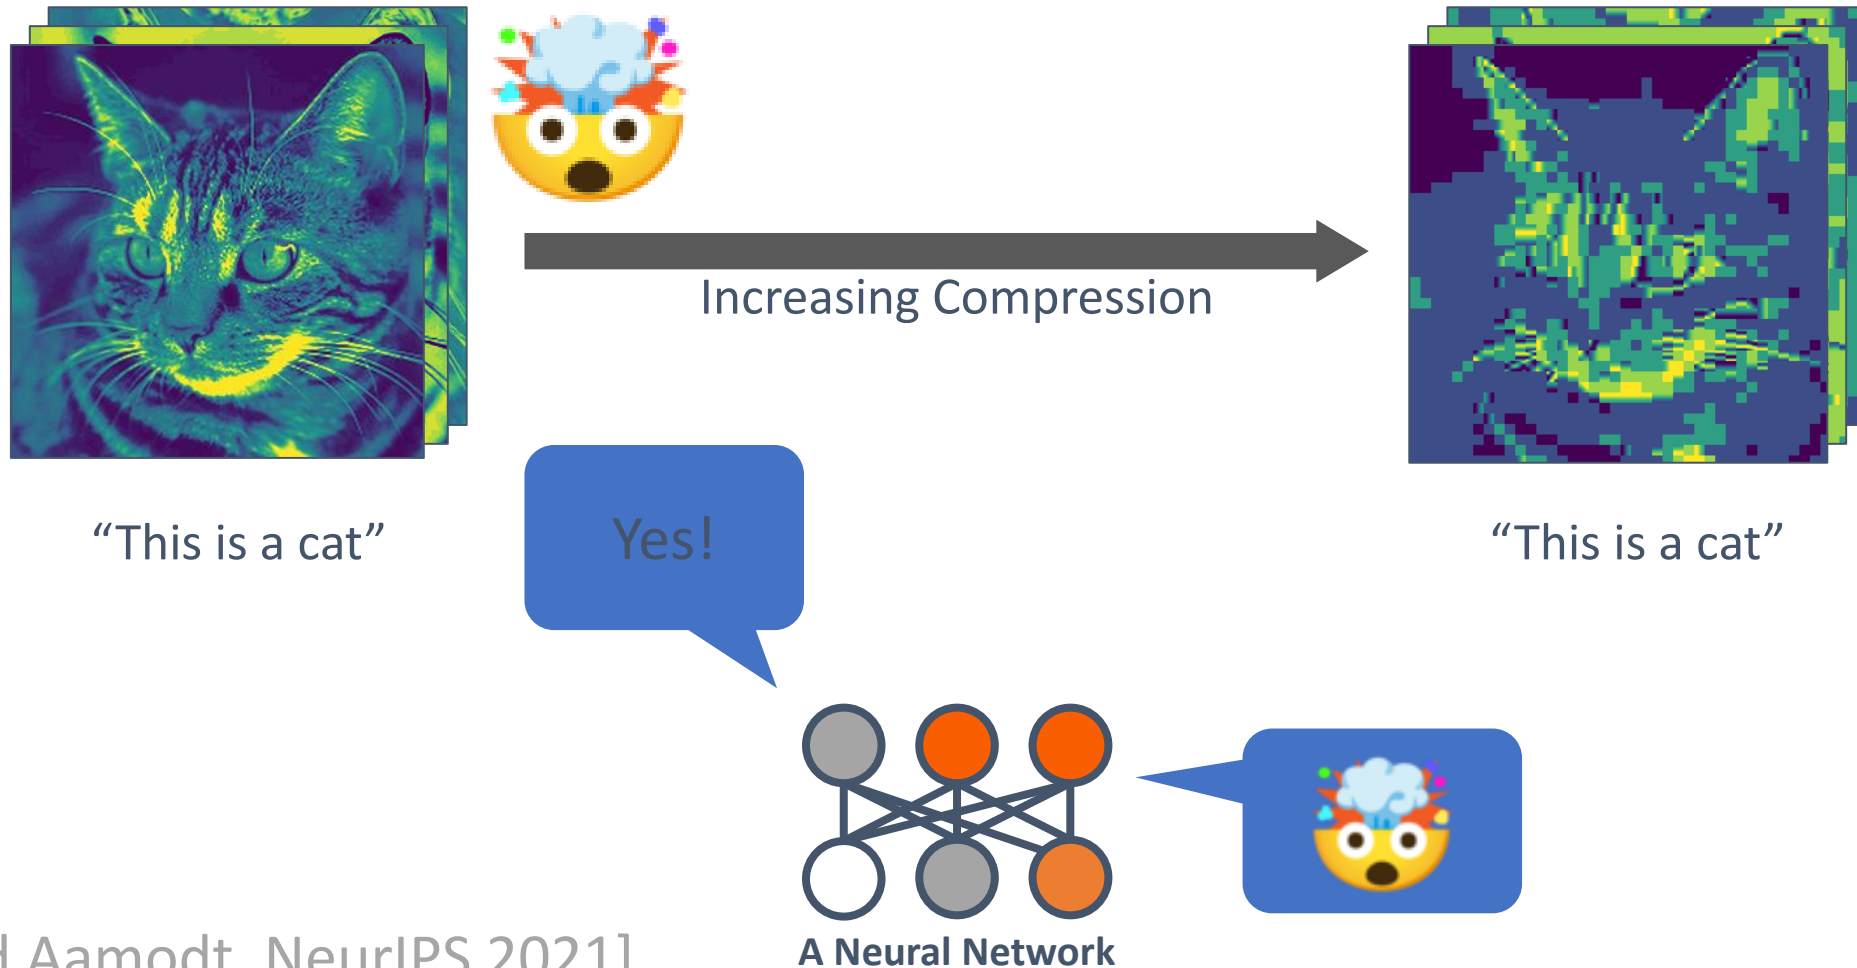 Increasing Compression
“This is a cat”
Yes!
“This is a cat”
Aamodt, NeurIPS 2021]
A Neural Network